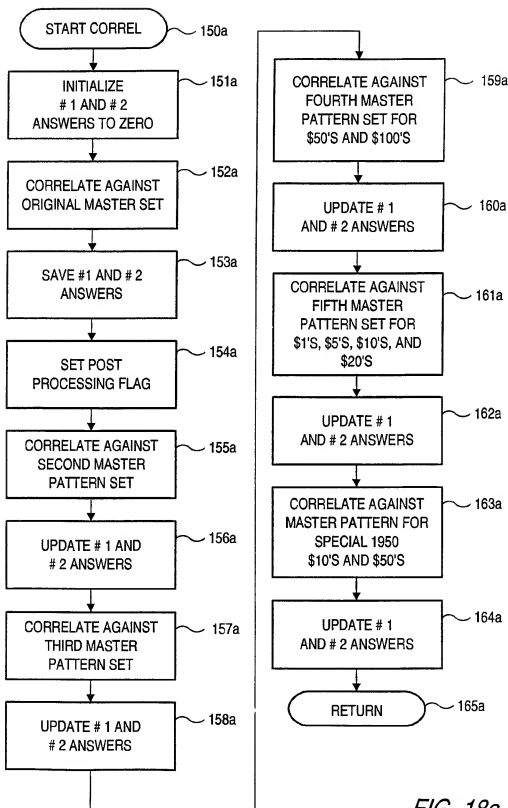 START CORREL
150a
INITIALIZE
# 1 AND # 2
ANSWERS TO ZERO
151a
CORRELATE AGAINST
ORIGINAL MASTER SET
152a
SAVE #1 AND # 2
ANSWERS
153a
SET POST
PROCESSING FLAG
154a
CORRELATE AGAINST
SECOND MASTER
PATTERN SET
155a
UPDATE # 1 AND
# 2 ANSWERS
156a
CORRELATE AGAINST
THIRD MASTER
PATTERN SET
157a
UPDATE # 1 AND
# 2 ANSWERS
158a
CORRELATE AGAINST
FOURTH MASTER
PATTERN SET FOR
$50'S AND $100'S
159a
UPDATE # 1
AND # 2 ANSWERS
160a
CORRELATE AGAINST
FIFTH MASTER
PATTERN SET FOR
$1'S, $5'S, $10'S, AND
$20'S
161a
UPDATE # 1
AND # 2 ANSWERS
162a
CORRELATE AGAINST
MASTER PATTERN FOR
SPECIAL 1950
$10'S AND $50'S
163a
UPDATE # 1
AND # 2 ANSWERS
164a
RETURN
165a
FIG. 18a